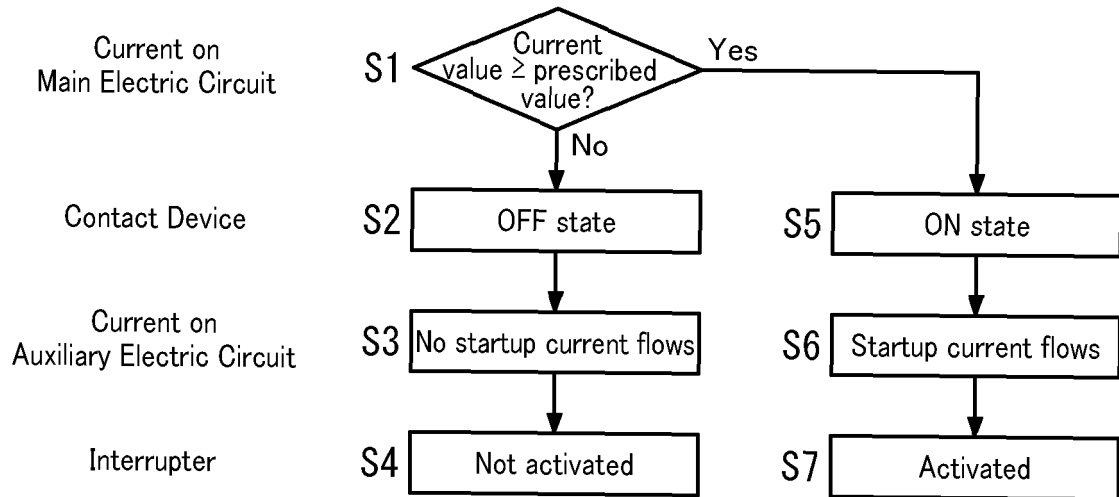 Current on
Main Electric Circuit
S1
Current
value ≥ prescribed
value?
Yes
No
Contact Device
S2
OFF state
S5
ON state
Current on
Auxiliary Electric Circuit
S3
No startup current flows
S6
Startup current flows
Interrupter
S4
Not activated
S7
Activated